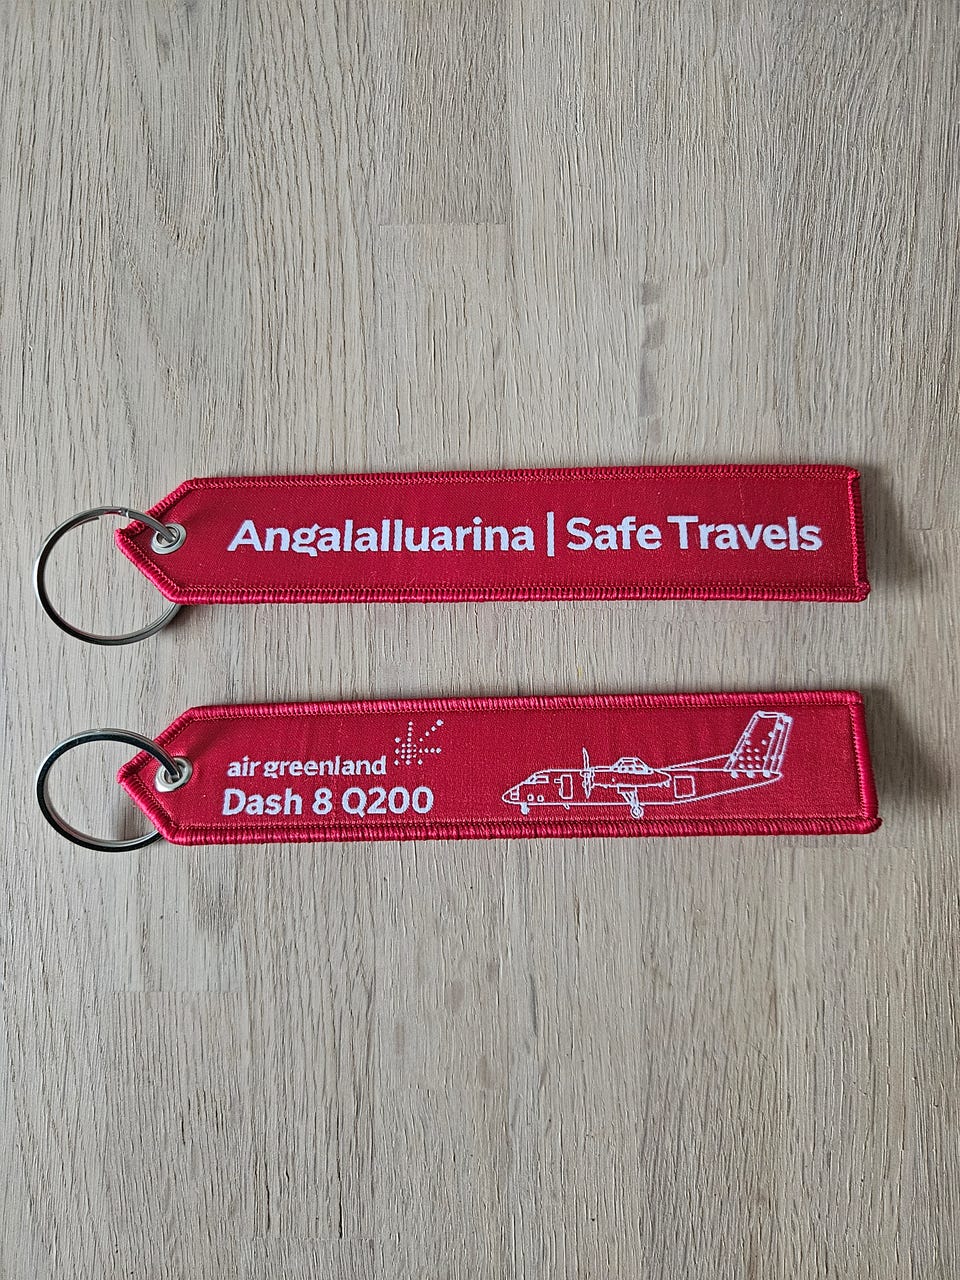 Angalalluarina | Safe Travels
air greenland
Dash 8 Q200